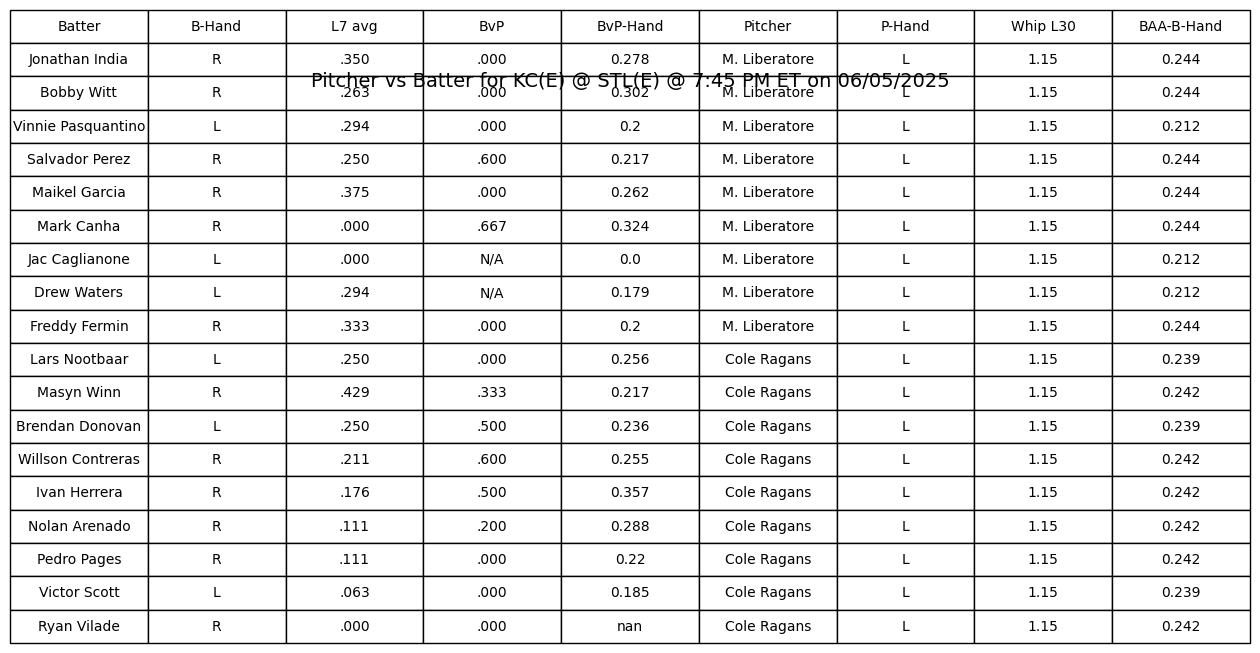 Batter B-Hand L7 avg BvP BvP-Hand Pitcher P-Hand Whip L30 BAA-B-Hand
Jonathan India R .350 .000 0.278 M. Liberatore L 1.15 0.244
Pitcher vs Batter for KC(E) @ STL(E) @ 7:45 PM ET on 06/05/2025
Bobby Witt R .263 .000 0.302 M. Liberatore L 1.15 0.244
Vinnie Pasquantino L .294 .000 0.2 M. Liberatore L 1.15 0.212
Salvador Perez R .250 .600 0.217 M. Liberatore L 1.15 0.244
Maikel Garcia R .375 .000 0.262 M. Liberatore L 1.15 0.244
Mark Canha R .000 .667 0.324 M. Liberatore L 1.15 0.244
Jac Caglianone L .000 N/A 0.0 M. Liberatore L 1.15 0.212
Drew Waters L .294 N/A 0.179 M. Liberatore L 1.15 0.212
Freddy Fermin R .333 .000 0.2 M. Liberatore L 1.15 0.244
Lars Nootbaar L .250 .000 0.256 Cole Ragans L 1.15 0.239
Masyn Winn R .429 .333 0.217 Cole Ragans L 1.15 0.242
Brendan Donovan L .250 .500 0.236 Cole Ragans L 1.15 0.239
Willson Contreras R .211 .600 0.255 Cole Ragans L 1.15 0.242
Ivan Herrera R .176 .500 0.357 Cole Ragans L 1.15 0.242
Nolan Arenado R .111 .200 0.288 Cole Ragans L 1.15 0.242
Pedro Pages R .111 .000 0.22 Cole Ragans L 1.15 0.242
Victor Scott L .063 .000 0.185 Cole Ragans L 1.15 0.239
Ryan Vilade R .000 .000 nan Cole Ragans L 1.15 0.242